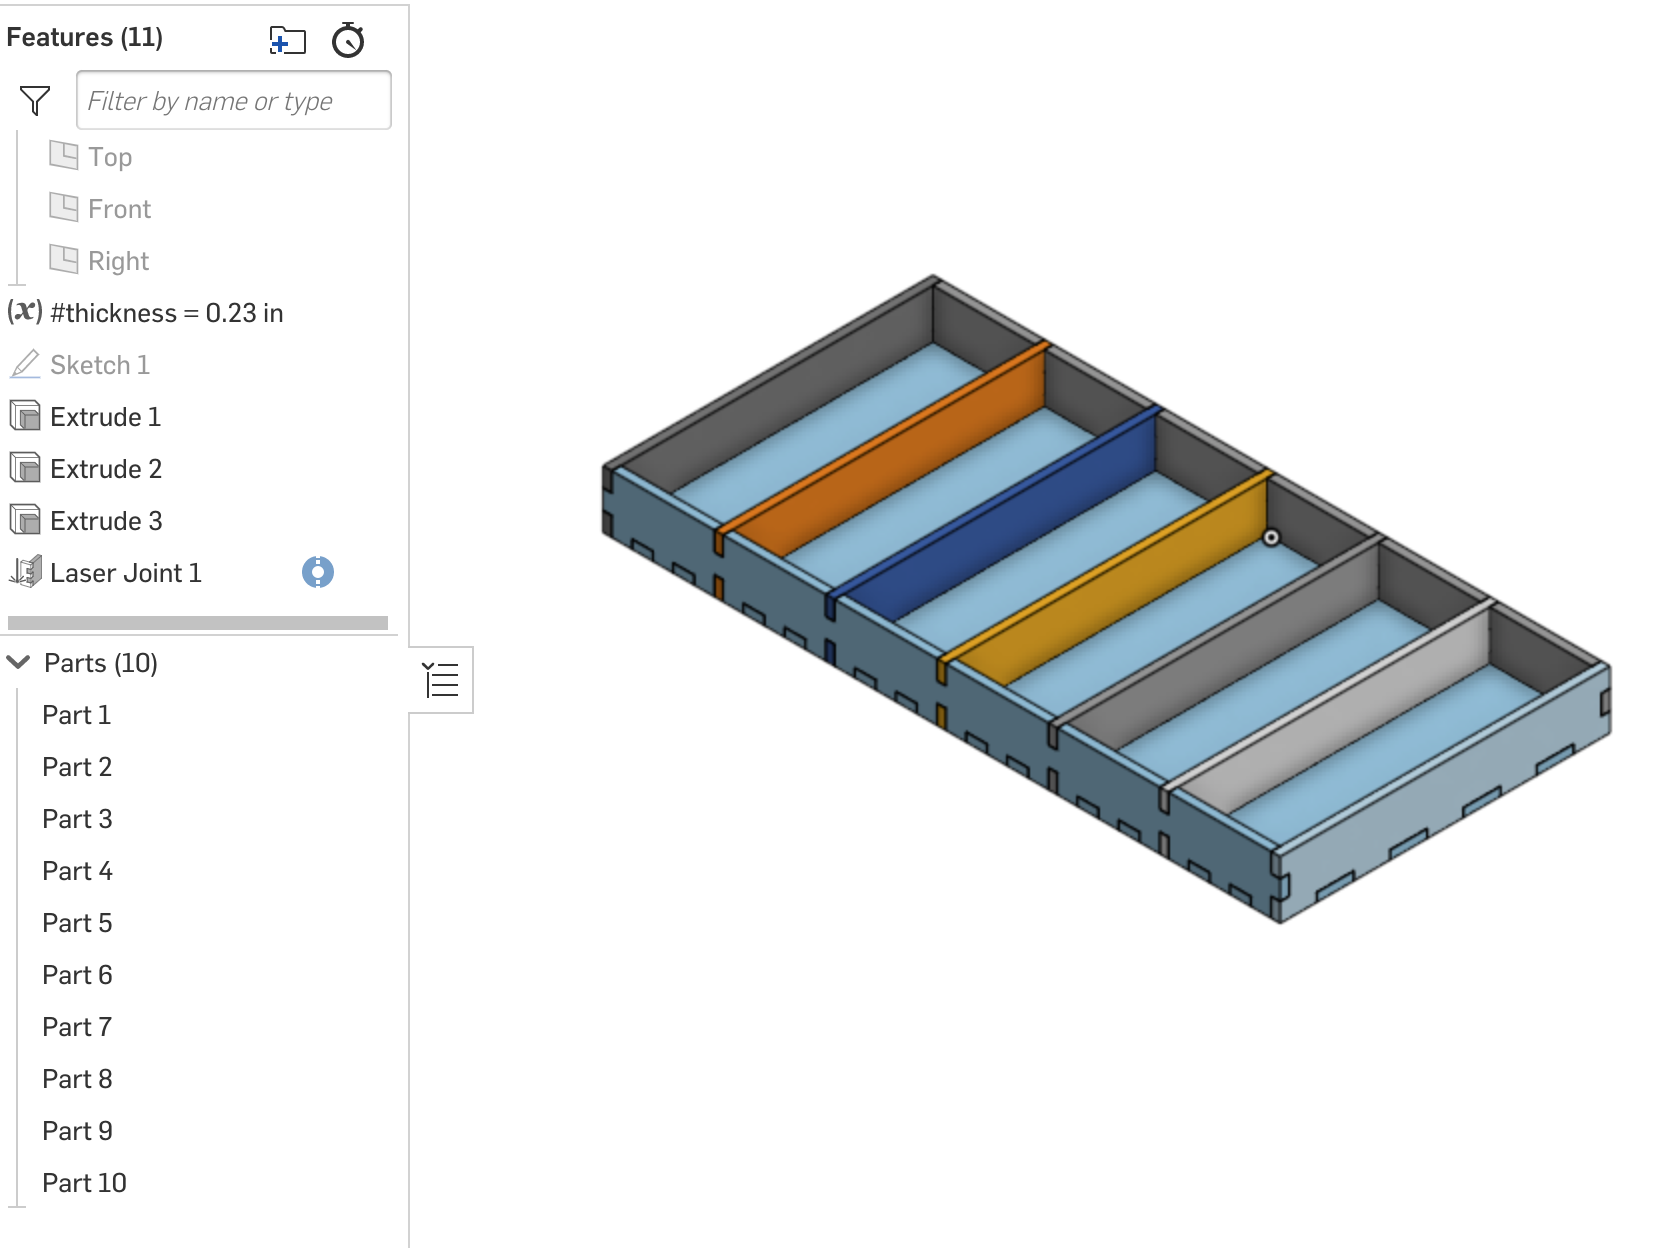 Features (11)
Filter by name or type
Top
Front
Right
(x) #thickness = 0.23 in
Sketch 1
Extrude 1
Extrude 2
Extrude 3
Laser Joint 1
Parts (10)
Part 1
Part 2
Part 3
Part 4
Part 5
Part 6
Part 7
Part 8
Part 9
Part 10